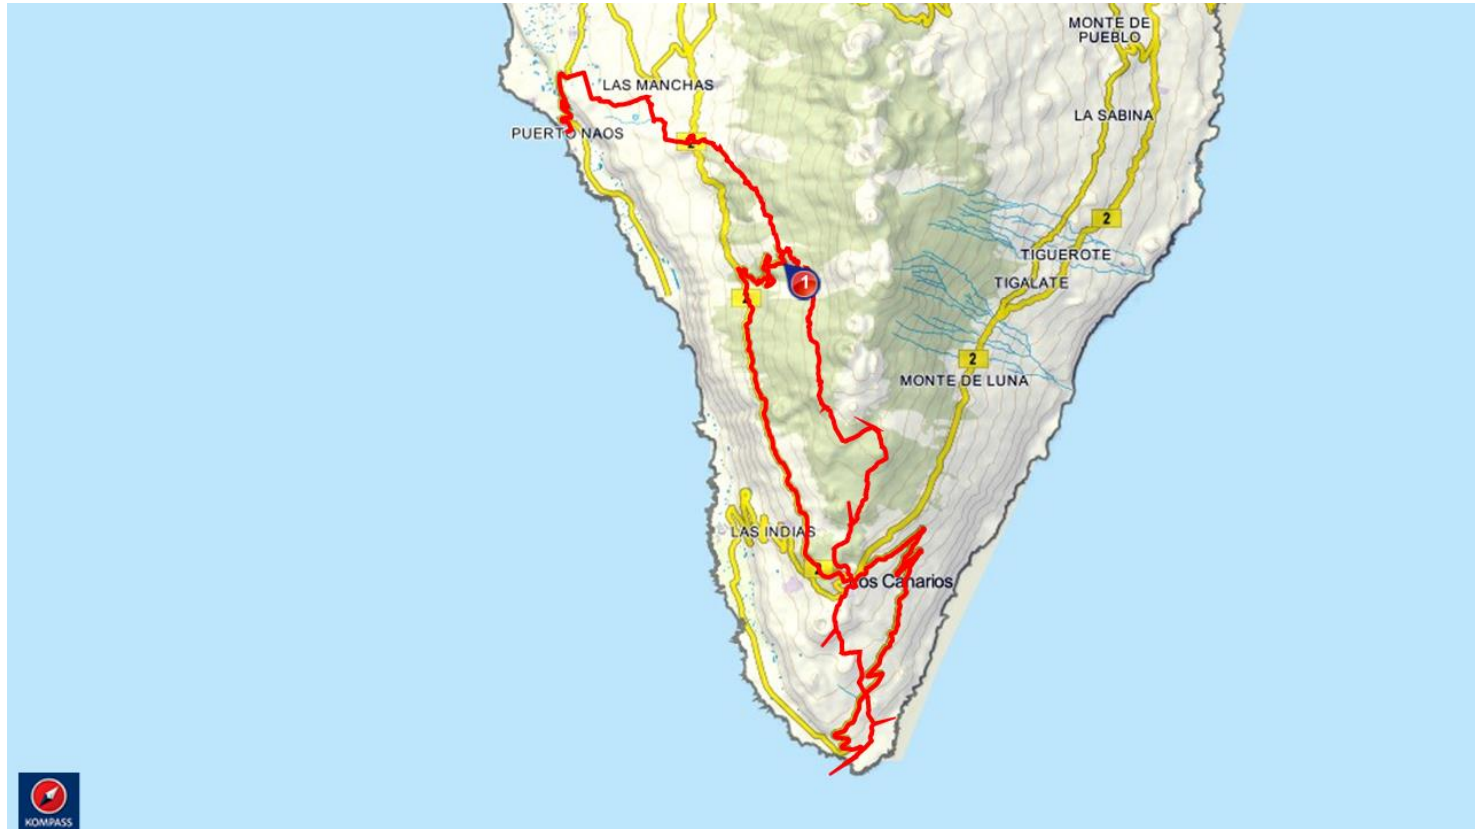 MONTE DE
PUEBLO
LAS MANCHAS
LA SABINA
PUERTO NAOS
2
2
TIGUEROTE
TIGALATE
1
2
2
MONTE DE LUNA
LAS INDIAS
2
Los Canarios
KOMPASS